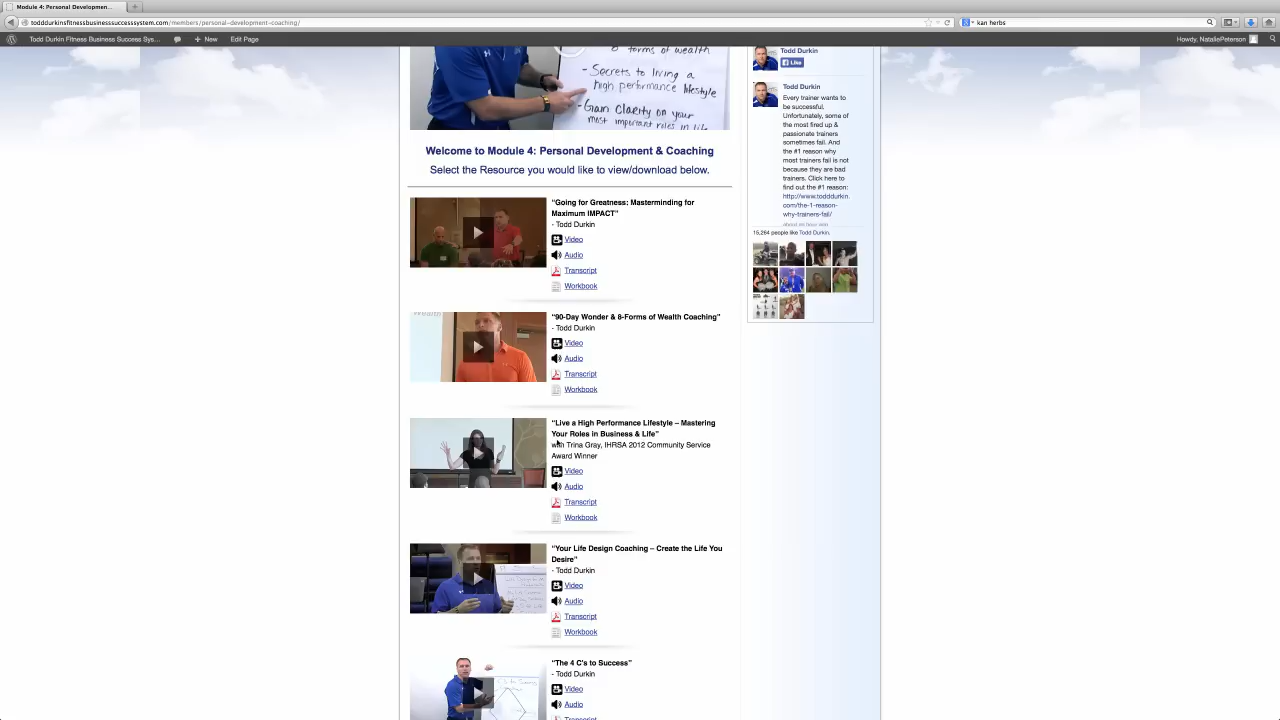 Module 4: Personal Developm...
todddurkinsfitnessbusinesssuccesssystem.com/members/personal-development-coaching/
kan herbs
Todd Durkin Fitness Business Success Sys...
New
Edit Page
Howdy, NataliePeterson
8 forms of wealth
- Secrets to living a
high performance lifestyle
- Gain Clarity on your
most important roles in life
Welcome to Module 4: Personal Development & Coaching
Select the Resource you would like to view/download below.
“Going for Greatness: Masterminding for
Maximum IMPACT”
- Todd Durkin
Video
Audio
Transcript
Workbook
“90-Day Wonder & 8-Forms of Wealth Coaching”
- Todd Durkin
Video
Audio
Transcript
Workbook
“Live a High Performance Lifestyle – Mastering
Your Roles in Business & Life”
with Trina Gray, IHRSA 2012 Community Service
Award Winner
Video
Audio
Transcript
Workbook
“Your Life Design Coaching – Create the Life You
Desire”
- Todd Durkin
Video
Audio
Transcript
Workbook
“The 4 C's to Success”
- Todd Durkin
Video
Audio
Transcript
Todd Durkin
Like
Todd Durkin
Every trainer wants to
be successful.
Unfortunately, some of
the most fired up &
passionate trainers
sometimes fail. And
the #1 reason why
most trainers fail is not
because they are bad
trainers. Click here to
find out the #1 reason:
http://www.todddurkin.
com/the-1-reason-
why-trainers-fail/
15,264 people like Todd Durkin.